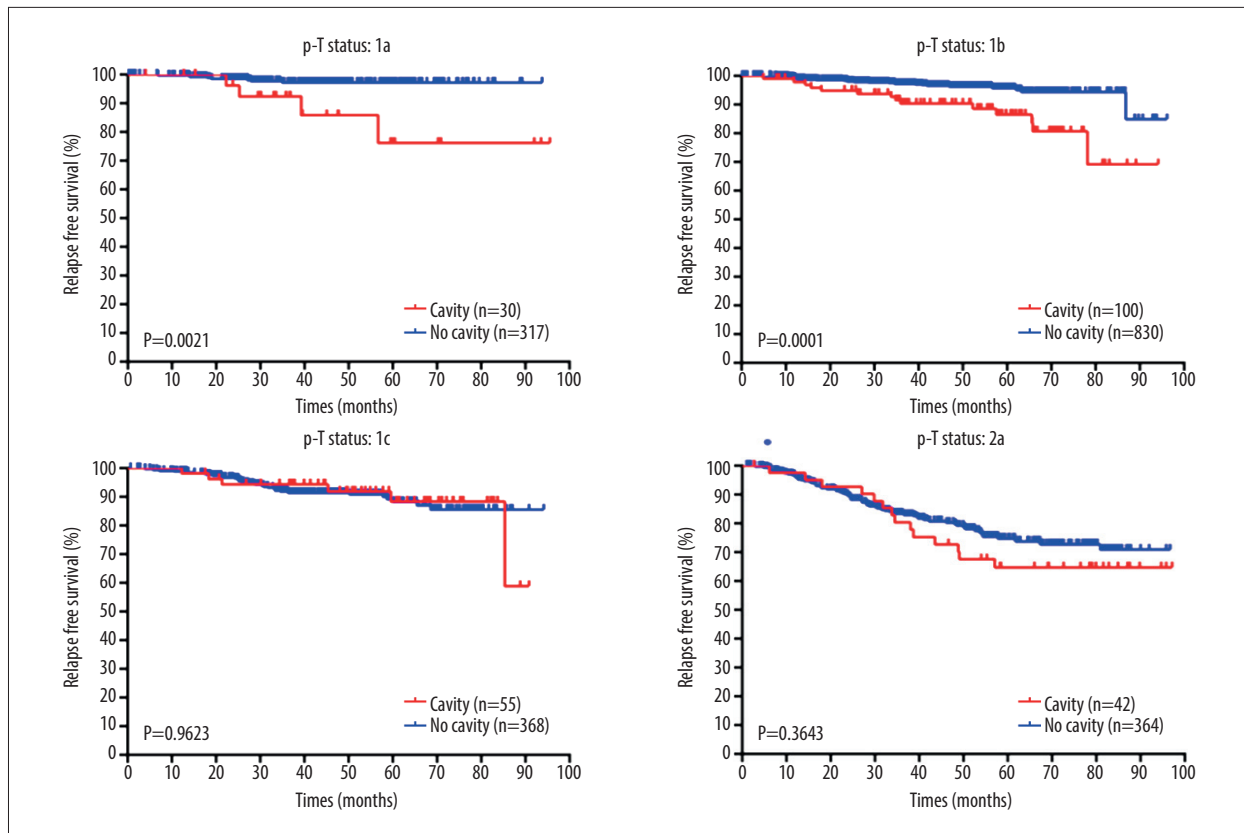 p-T status: 1a
Relapse free survival (%)
100
90
80
70
60
50
40
30
20
10
0
Cavity (n=30)
No cavity (n=317)
P=0.0021
0 10 20 30 40 50 60 70 80 90 100
Times (months)
p-T status: 1b
Relapse free survival (%)
100
90
80
70
60
50
40
30
20
10
0
Cavity (n=100)
No cavity (n=830)
P=0.0001
0 10 20 30 40 50 60 70 80 90 100
Times (months)
p-T status: 1c
Relapse free survival (%)
100
90
80
70
60
50
40
30
20
10
0
Cavity (n=55)
No cavity (n=368)
P=0.9623
0 10 20 30 40 50 60 70 80 90 100
Times (months)
p-T status: 2a
Relapse free survival (%)
100
90
80
70
60
50
40
30
20
10
0
Cavity (n=42)
No cavity (n=364)
P=0.3643
0 10 20 30 40 50 60 70 80 90 100
Times (months)